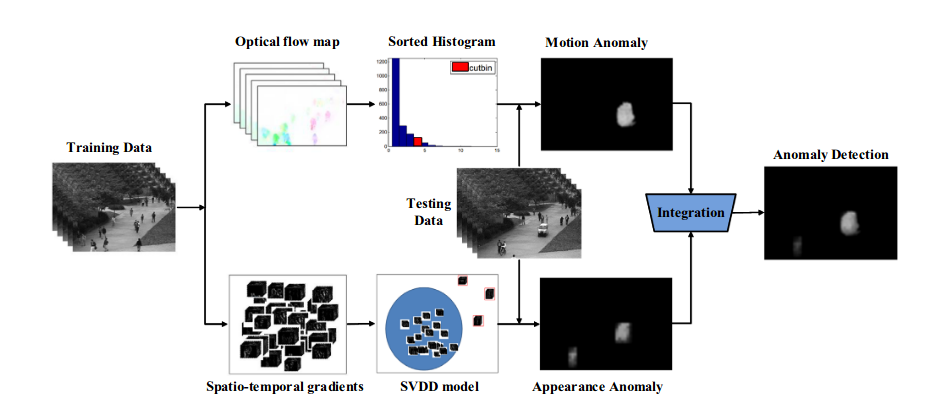 Optical flow map
Sorted Histogram
Motion Anomaly
1200
1000
800
600
400
200
0
0
5
10
15
cutbin
Training Data
Testing
Data
Integration
Anomaly Detection
Spatio-temporal gradients
SVDD model
Appearance Anomaly